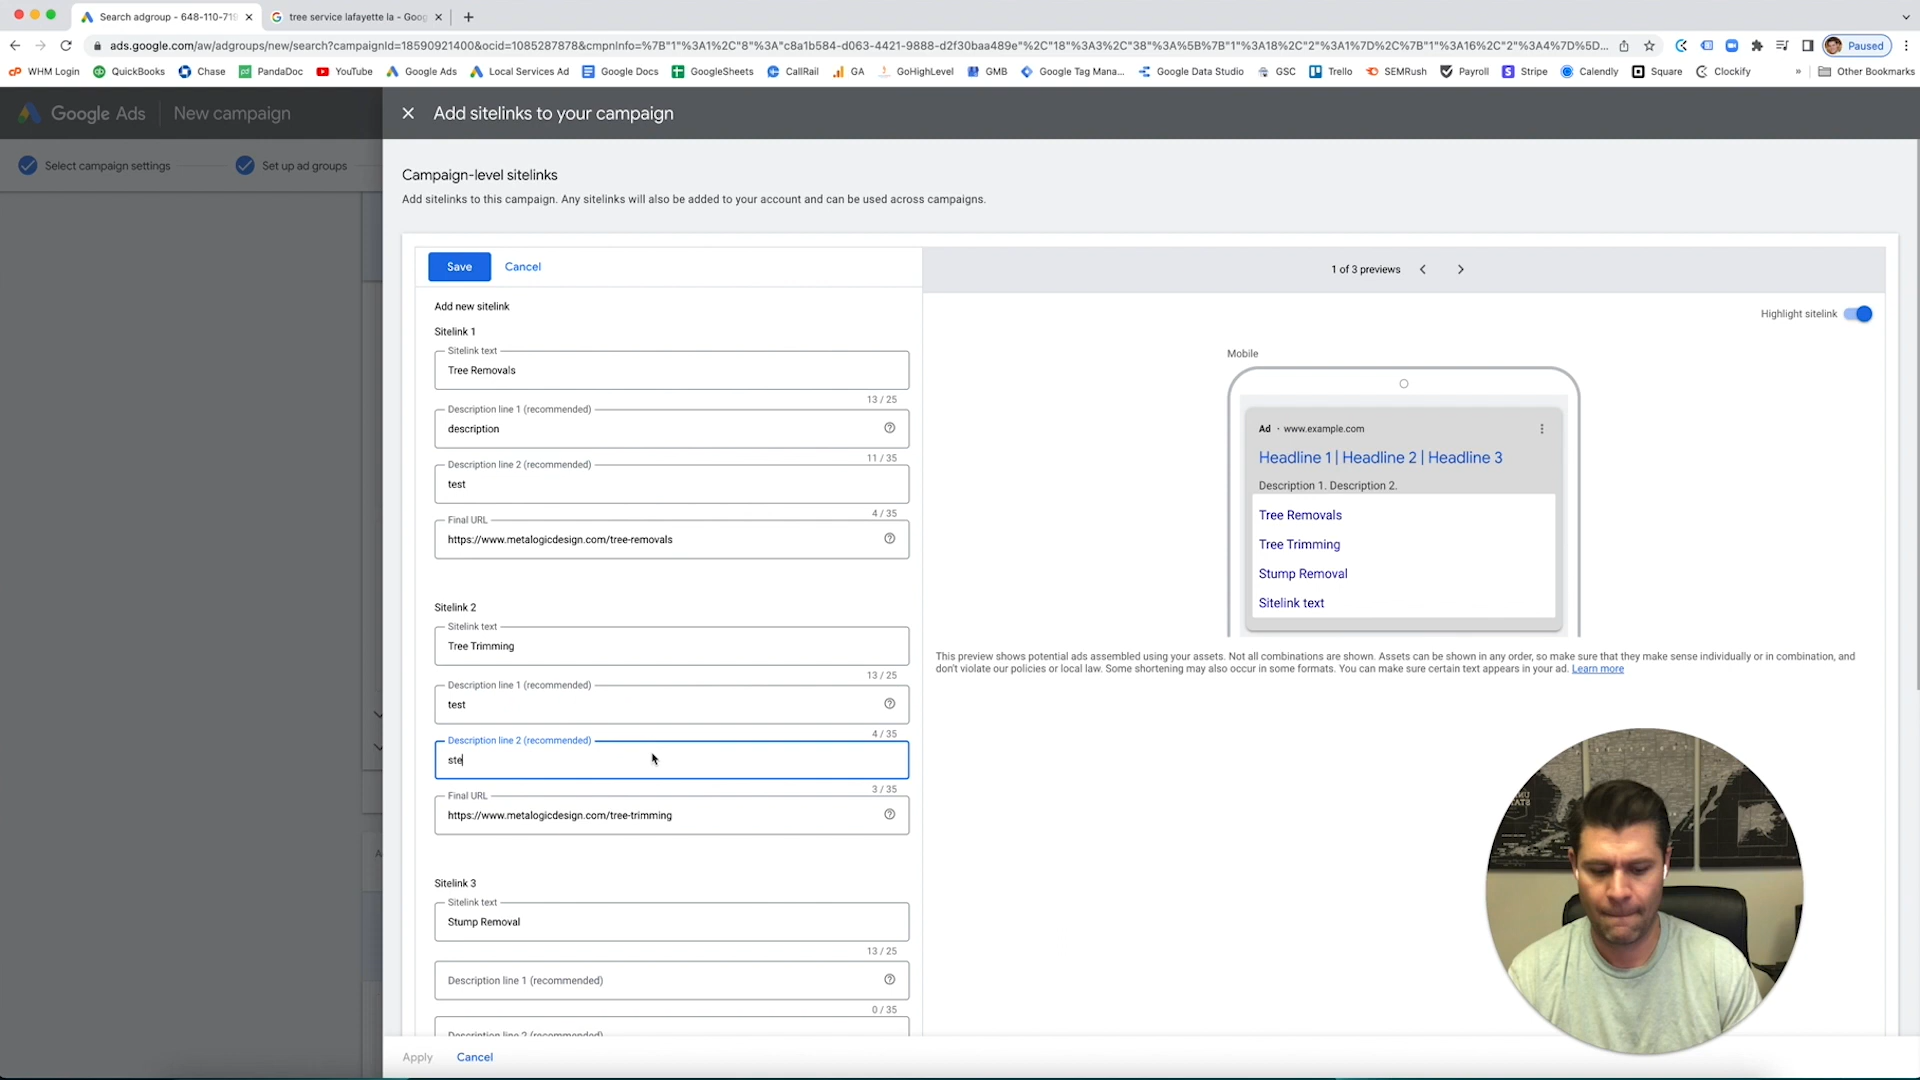 Search adgroup - 648-110-719
tree service lafayette la - Goog
ads.google.com/aw/adgroups/new/search?campaignId=18590921400&ocid=1085287878&cmpnInfo=%7B"1"%3A1%2C"8"%3A"c8a1b584-d063-4421-9888-d2f30baa489e"%2C"18"%3A3%2C"38"%3A%5B%7B"1"%3A18%2C"2"%3A1%7D%2C%7B"1"%3A16%2C"2"%3A4%7D%5D...
Paused
WHM Login QuickBooks Chase PandaDoc YouTube Google Ads Local Services Ad Google Docs GoogleSheets CallRail GA GoHighLevel GMB Google Tag Mana... Google Data Studio GSC Trello SEMRush Payroll Stripe Calendly Square Clockify » Other Bookmarks
Google Ads New campaign
Add sitelinks to your campaign
Select campaign settings
Set up ad groups
Campaign-level sitelinks
Add sitelinks to this campaign. Any sitelinks will also be added to your account and can be used across campaigns.
Save Cancel
1 of 3 previews
Add new sitelink
Highlight sitelink
Sitelink 1
Sitelink text
Tree Removals
13 / 25
Description line 1 (recommended)
description
11 / 35
Description line 2 (recommended)
test
4 / 35
Final URL
https://www.metalogicdesign.com/tree-removals
Sitelink 2
Sitelink text
Tree Trimming
13 / 25
Description line 1 (recommended)
test
4 / 35
Description line 2 (recommended)
ste
3 / 35
Final URL
https://www.metalogicdesign.com/tree-trimming
Sitelink 3
Sitelink text
Stump Removal
13 / 25
Description line 1 (recommended)
0 / 35
Description line 2 (recommended)
Apply Cancel
Mobile
Ad · www.example.com
Headline 1 | Headline 2 | Headline 3
Description 1. Description 2.
Tree Removals
Tree Trimming
Stump Removal
Sitelink text
This preview shows potential ads assembled using your assets. Not all combinations are shown. Assets can be shown in any order, so make sure that they make sense individually or in combination, and
don't violate our policies or local law. Some shortening may also occur in some formats. You can make sure certain text appears in your ad. Learn more